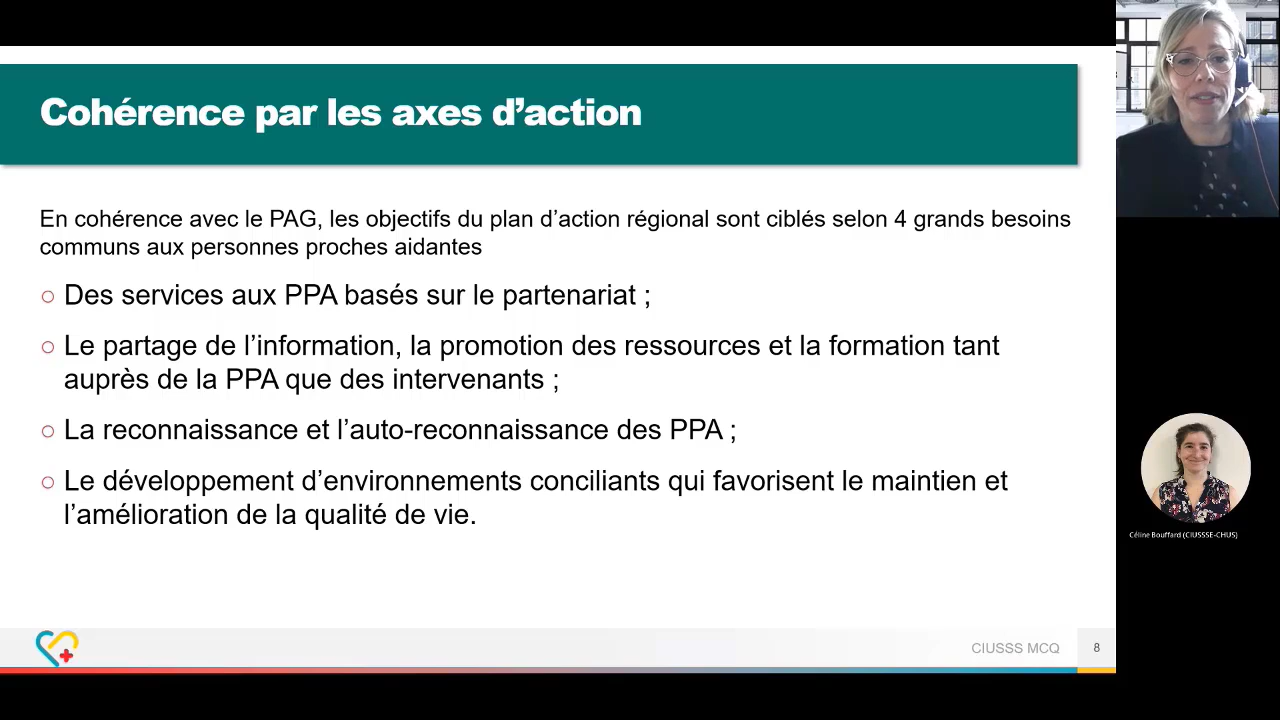 Cohérence par les axes d’action
En cohérence avec le PAG, les objectifs du plan d’action régional sont ciblés selon 4 grands besoins
communs aux personnes proches aidantes
○ Des services aux PPA basés sur le partenariat ;
○ Le partage de l’information, la promotion des ressources et la formation tant
auprès de la PPA que des intervenants ;
○ La reconnaissance et l’auto-reconnaissance des PPA ;
○ Le développement d’environnements conciliants qui favorisent le maintien et
l’amélioration de la qualité de vie.
CIUSSS MCQ
8
Céline Bouffard (CIUSSSE-CHUS)